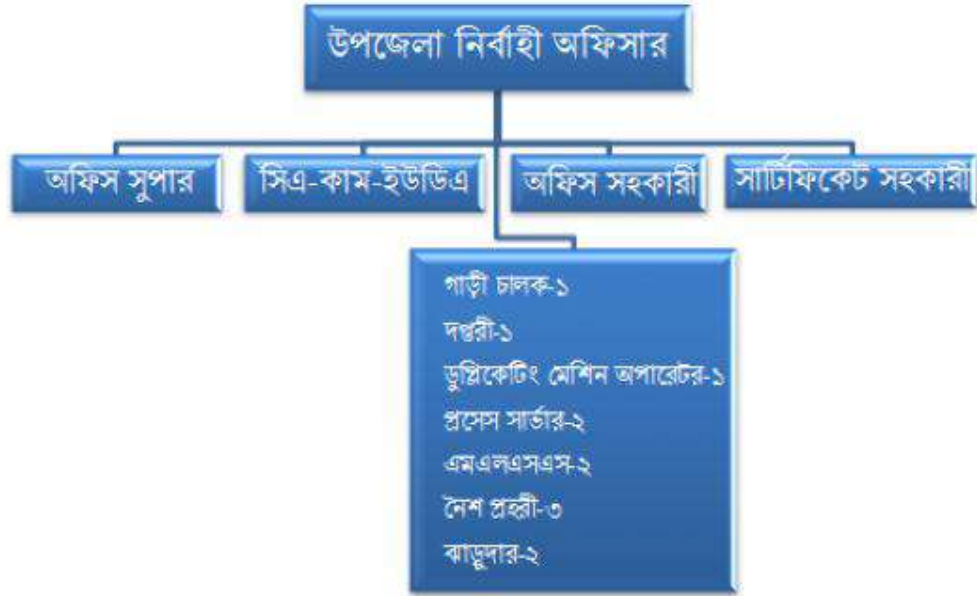 উপজেলা নির্বাহী অফিসার
অফিস সুপার
সিএ-কাম-ইউডিএ
অফিস সহকারী
সার্টিফিকেট সহকারী
গাড়ী চালক-১
দপ্তরী-১
ডুপ্লিকেটিং মেশিন অপারেটর-১
প্রসেস সার্ভার-২
এমএলএসএস-২
নৈশ প্রহরী-৩
ঝাড়ুদার-২